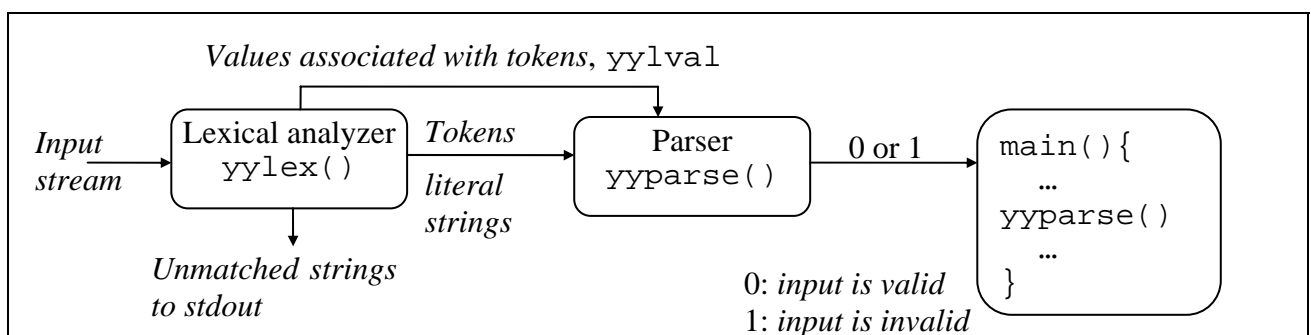 Values associated with tokens, yylval
Input
stream
Lexical analyzer
yylex()
Tokens
literal
strings
Unmatched strings
to stdout
Parser
yyparse()
0 or 1
main(){
…
yyparse()
…
}
0: input is valid
1: input is invalid